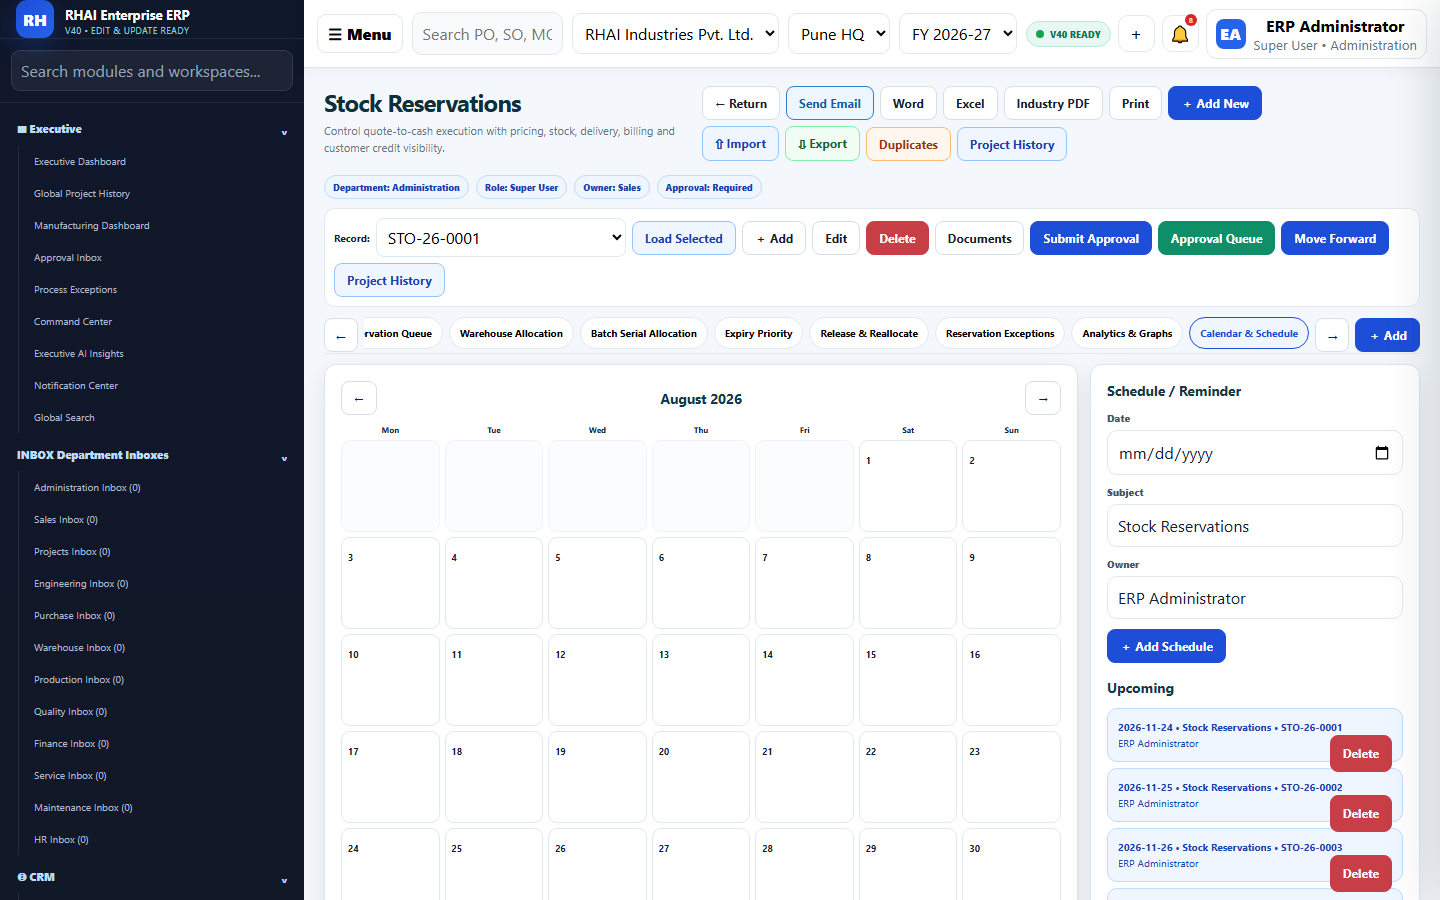 RH
RHAI Enterprise ERP
V40 • EDIT & UPDATE READY
Search modules and workspaces...
Executive
Executive Dashboard
Global Project History
Manufacturing Dashboard
Approval Inbox
Process Exceptions
Command Center
Executive AI Insights
Notification Center
Global Search
INBOX Department Inboxes
Administration Inbox (0)
Sales Inbox (0)
Projects Inbox (0)
Engineering Inbox (0)
Purchase Inbox (0)
Warehouse Inbox (0)
Production Inbox (0)
Quality Inbox (0)
Finance Inbox (0)
Service Inbox (0)
Maintenance Inbox (0)
HR Inbox (0)
CRM
☰ Menu
Search PO, SO, MO
RHAI Industries Pvt. Ltd.
Pune HQ
FY 2026-27
V40 READY
+
8
EA
ERP Administrator
Super User • Administration
Stock Reservations
Control quote-to-cash execution with pricing, stock, delivery, billing and
customer credit visibility.
← Return
Send Email
Word
Excel
Industry PDF
Print
+ Add New
⇧ Import
⇩ Export
Duplicates
Project History
Department: Administration
Role: Super User
Owner: Sales
Approval: Required
Record:
STO-26-0001
Load Selected
+ Add
Edit
Delete
Documents
Submit Approval
Approval Queue
Move Forward
Project History
←
rvation Queue
Warehouse Allocation
Batch Serial Allocation
Expiry Priority
Release & Reallocate
Reservation Exceptions
Analytics & Graphs
Calendar & Schedule
→
+ Add
←
August 2026
→
Mon Tue Wed Thu Fri Sat Sun
1 2
3 4 5 6 7 8 9
10 11 12 13 14 15 16
17 18 19 20 21 22 23
24 25 26 27 28 29 30
Schedule / Reminder
Date
mm/dd/yyyy
Subject
Stock Reservations
Owner
ERP Administrator
+ Add Schedule
Upcoming
2026-11-24 • Stock Reservations • STO-26-0001
ERP Administrator
Delete
2026-11-25 • Stock Reservations • STO-26-0002
ERP Administrator
Delete
2026-11-26 • Stock Reservations • STO-26-0003
ERP Administrator
Delete